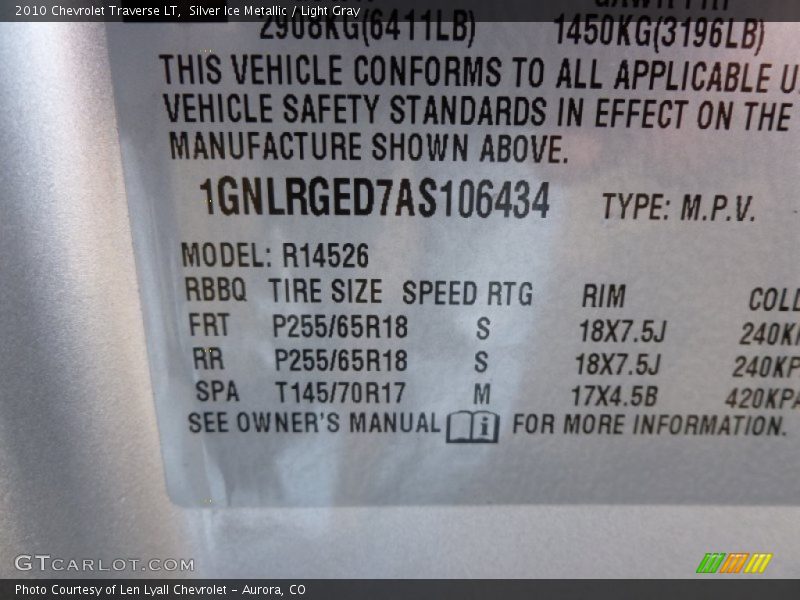 2010 Chevrolet Traverse LT, Silver Ice Metallic / Light Gray
2908KG(6411LB) 1450KG(3196LB)
THIS VEHICLE CONFORMS TO ALL APPLICABLE U
VEHICLE SAFETY STANDARDS IN EFFECT ON THE
MANUFACTURE SHOWN ABOVE.
1GNLRGED7AS106434 TYPE: M.P.V.
MODEL: R14526
RBBQ TIRE SIZE SPEED RTG RIM COLD
FRT P255/65R18 S 18X7.5J 240KP
RR P255/65R18 S 18X7.5J 240KP
SPA T145/70R17 M 17X4.5B 420KPA
SEE OWNER'S MANUAL i FOR MORE INFORMATION.
GTCARLOT.COM
Photo Courtesy of Len Lyall Chevrolet - Aurora, CO